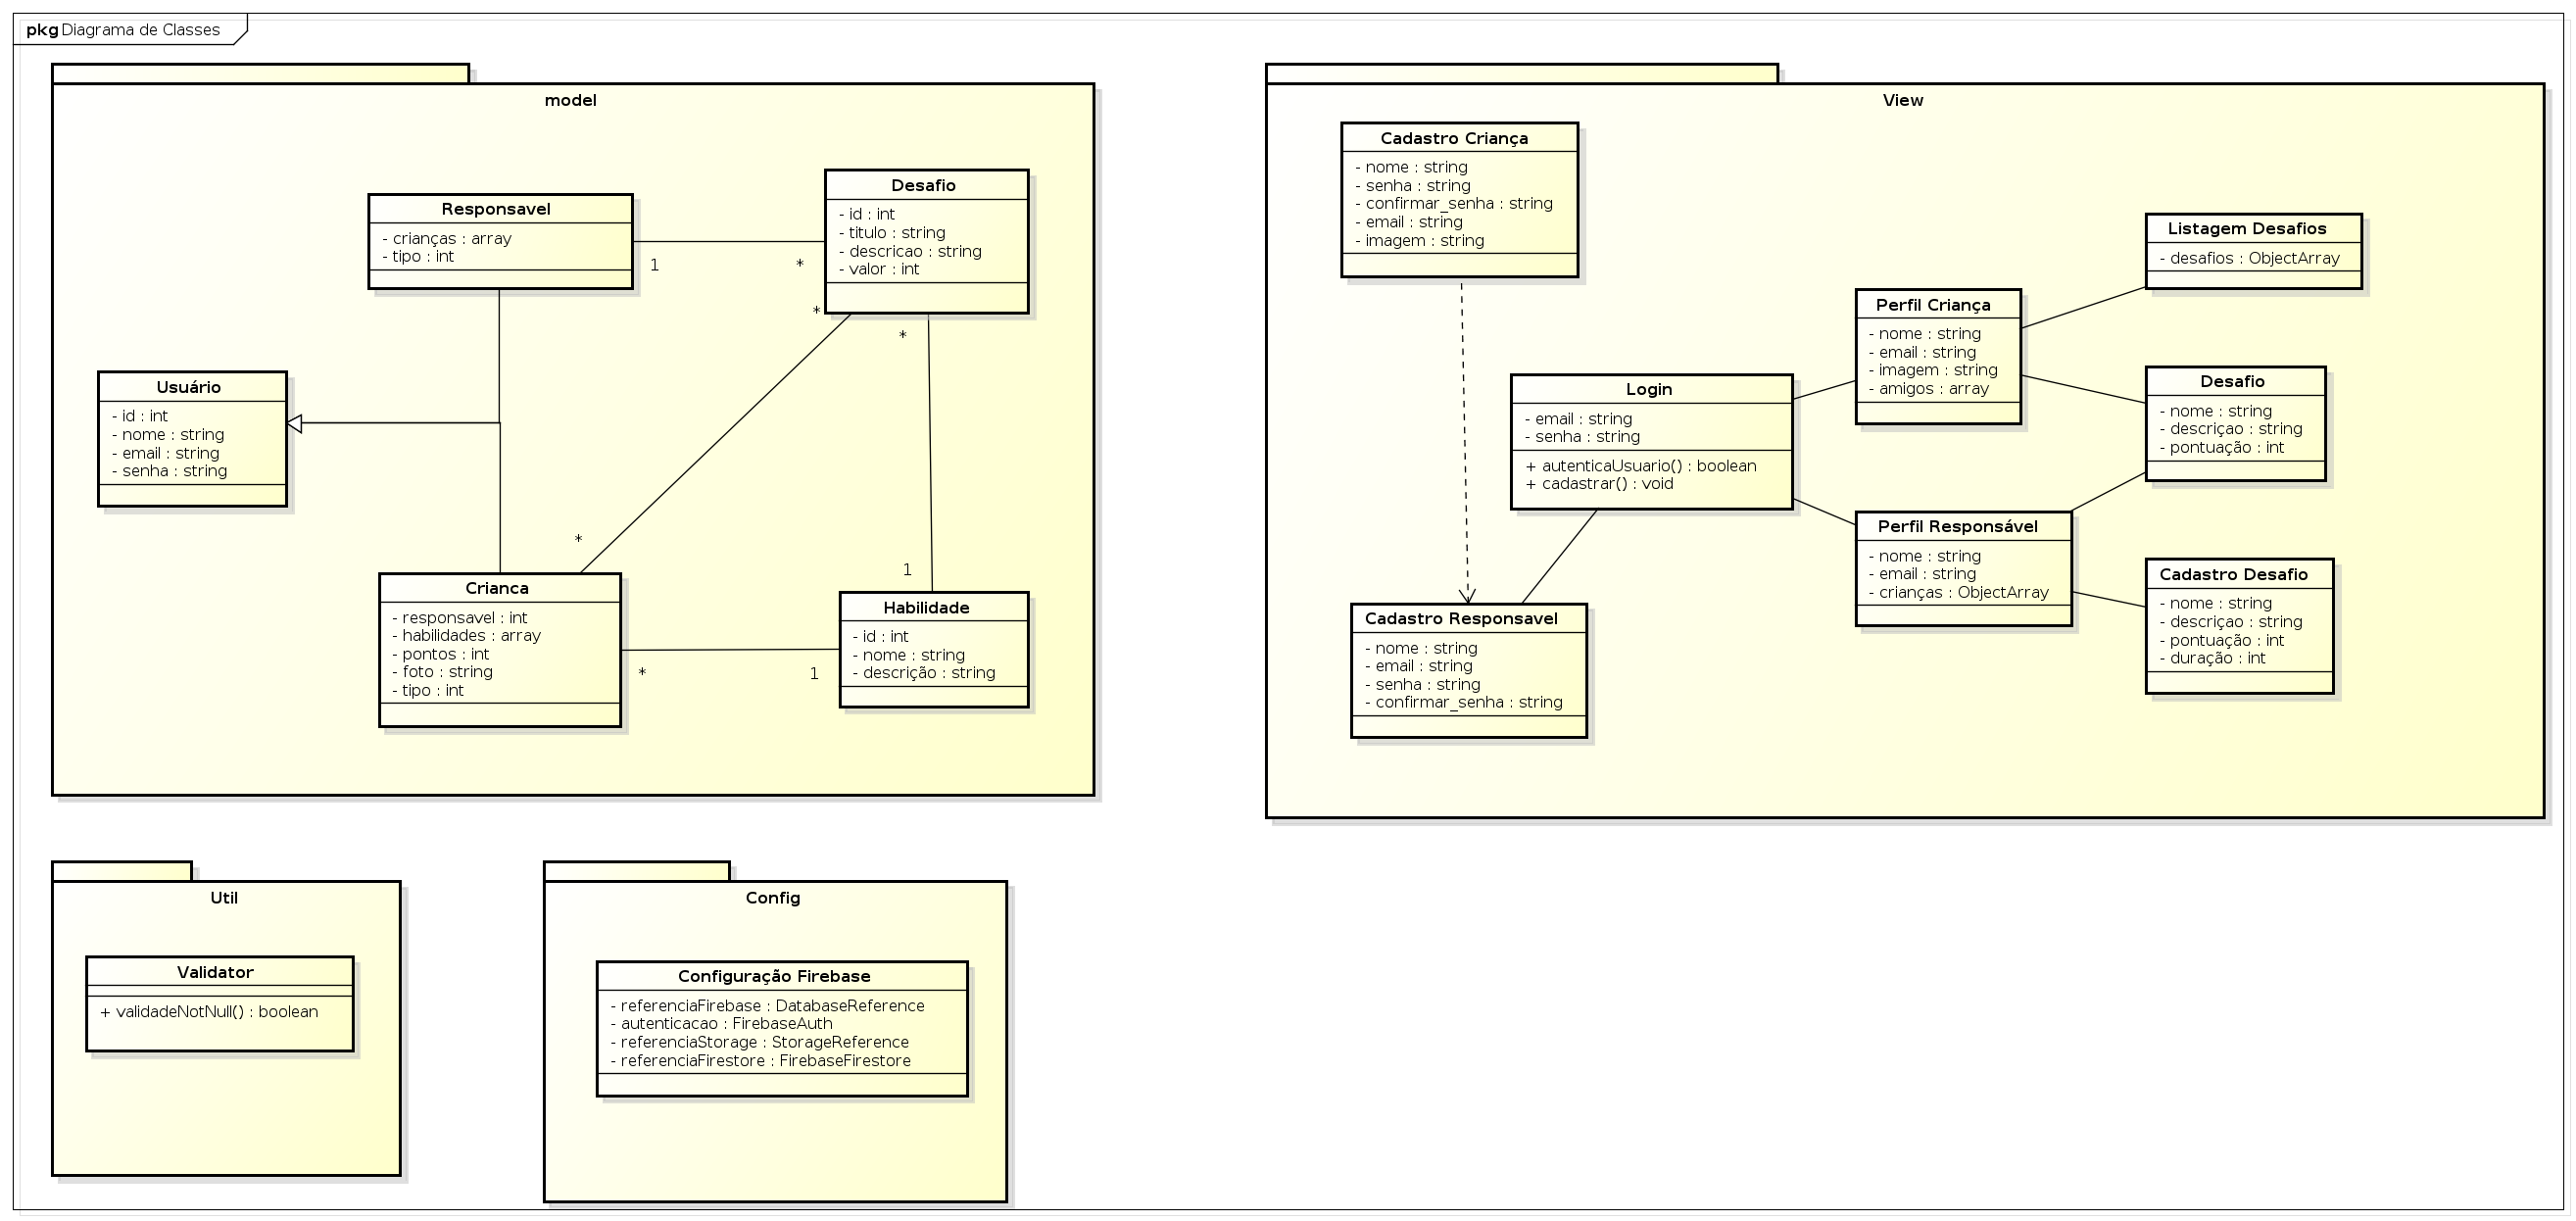 pkg Diagrama de Classes
model
Responsavel
- crianças : array
- tipo : int
1
*
Desafio
- id : int
- titulo : string
- descricao : string
- valor : int
*
*
Usuário
- id : int
- nome : string
- email : string
- senha : string
*
1
Crianca
- responsavel : int
- habilidades : array
- pontos : int
- foto : string
- tipo : int
*
1
Habilidade
- id : int
- nome : string
- descrição : string
View
Cadastro Criança
- nome : string
- senha : string
- confirmar_senha : string
- email : string
- imagem : string
Listagem Desafios
- desafios : ObjectArray
Perfil Criança
- nome : string
- email : string
- imagem : string
- amigos : array
Login
- email : string
- senha : string
+ autenticaUsuario() : boolean
+ cadastrar() : void
Desafio
- nome : string
- descriçao : string
- pontuação : int
Perfil Responsável
- nome : string
- email : string
- crianças : ObjectArray
Cadastro Desafio
- nome : string
- descriçao : string
- pontuação : int
- duração : int
Cadastro Responsavel
- nome : string
- email : string
- senha : string
- confirmar_senha : string
Util
Validator
+ validadeNotNull() : boolean
Config
Configuração Firebase
- referenciaFirebase : DatabaseReference
- autenticacao : FirebaseAuth
- referenciaStorage : StorageReference
- referenciaFirestore : FirebaseFirestore